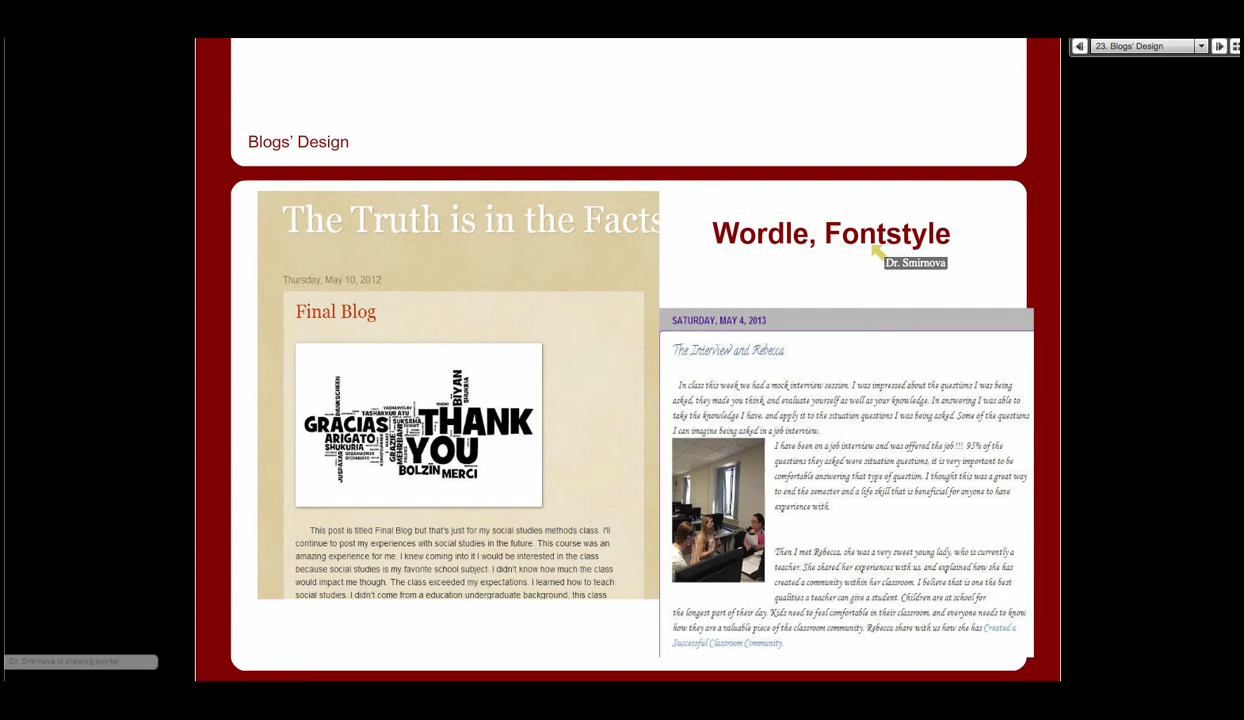 23. Blogs' Design
Blogs' Design
The Truth is in the Facts
Thursday, May 10, 2012
Final Blog
DANKSCHEEN
BIYAN
SHUKRIA
GRACIAS
TASHAKKUR ATU
SUKSAMA
THANK
ARIGATO
SHUKURIA
GRAZIE
MEHRBANI
YOU
JUSPAXAR
BOLZÏN
MERCI
This post is titled Final Blog but that's just for my social studies methods class. I'll
continue to post my experiences with social studies in the future. This course was an
amazing experience for me. I knew coming into it I would be interested in the class
because social studies is my favorite school subject. I didn't know how much the class
would impact me though. The class exceeded my expectations. I learned how to teach
social studies. I didn't come from a education undergraduate background, this class
Wordle, Fontstyle
Dr. Smirnova
SATURDAY, MAY 4, 2013
The Interview and Rebecca
In class this week we had a mock interview session. I was impressed about the questions I was being
asked, they made you think, and evaluate yourself as well as your knowledge. In answering I was able to
take the knowledge I have, and apply it to the situation questions I was being asked. Some of the questions
I can imagine being asked in a job interview.
I have been on a job interview and was offered the job !!! 95% of the
questions they asked were situation questions, it is very important to be
comfortable answering that type of question. I thought this was a great way
to end the semester and a life skill that is beneficial for anyone to have
experience with.
Then I met Rebecca, she was a very sweet young lady, who is currently a
teacher. She shared her experiences with us, and explained how she has
created a community within her classroom. I believe that is one the best
qualities a teacher can give a student. Children are at school for
the longest part of their day. Kids need to feel comfortable in their classroom, and everyone needs to know
how they are a valuable piece of the classroom community. Rebecca share with us how she has Created a
Successful Classroom Community.
Dr. Smirnova is drawing pointer